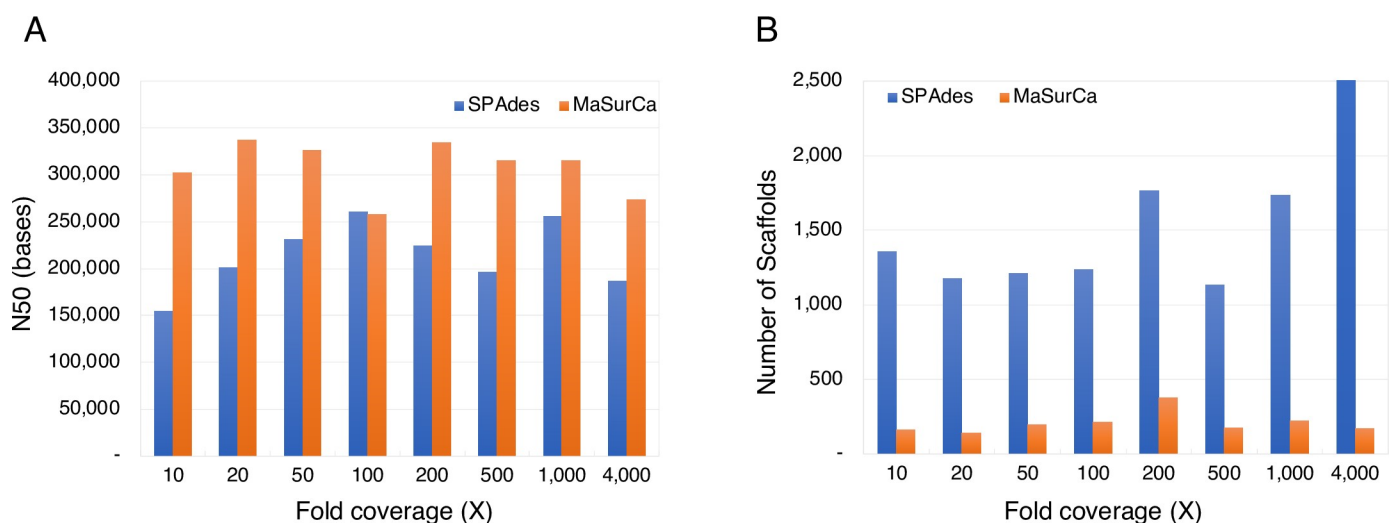 A
400,000
350,000
300,000
250,000
200,000
150,000
100,000
50,000
-
N50 (bases)
SPAdes MaSurCa
10 20 50 100 200 500 1,000 4,000
Fold coverage (X)
B
2,500
2,000
1,500
1,000
500
-
Number of Scaffolds
SPAdes MaSurCa
10 20 50 100 200 500 1,000 4,000
Fold coverage (X)